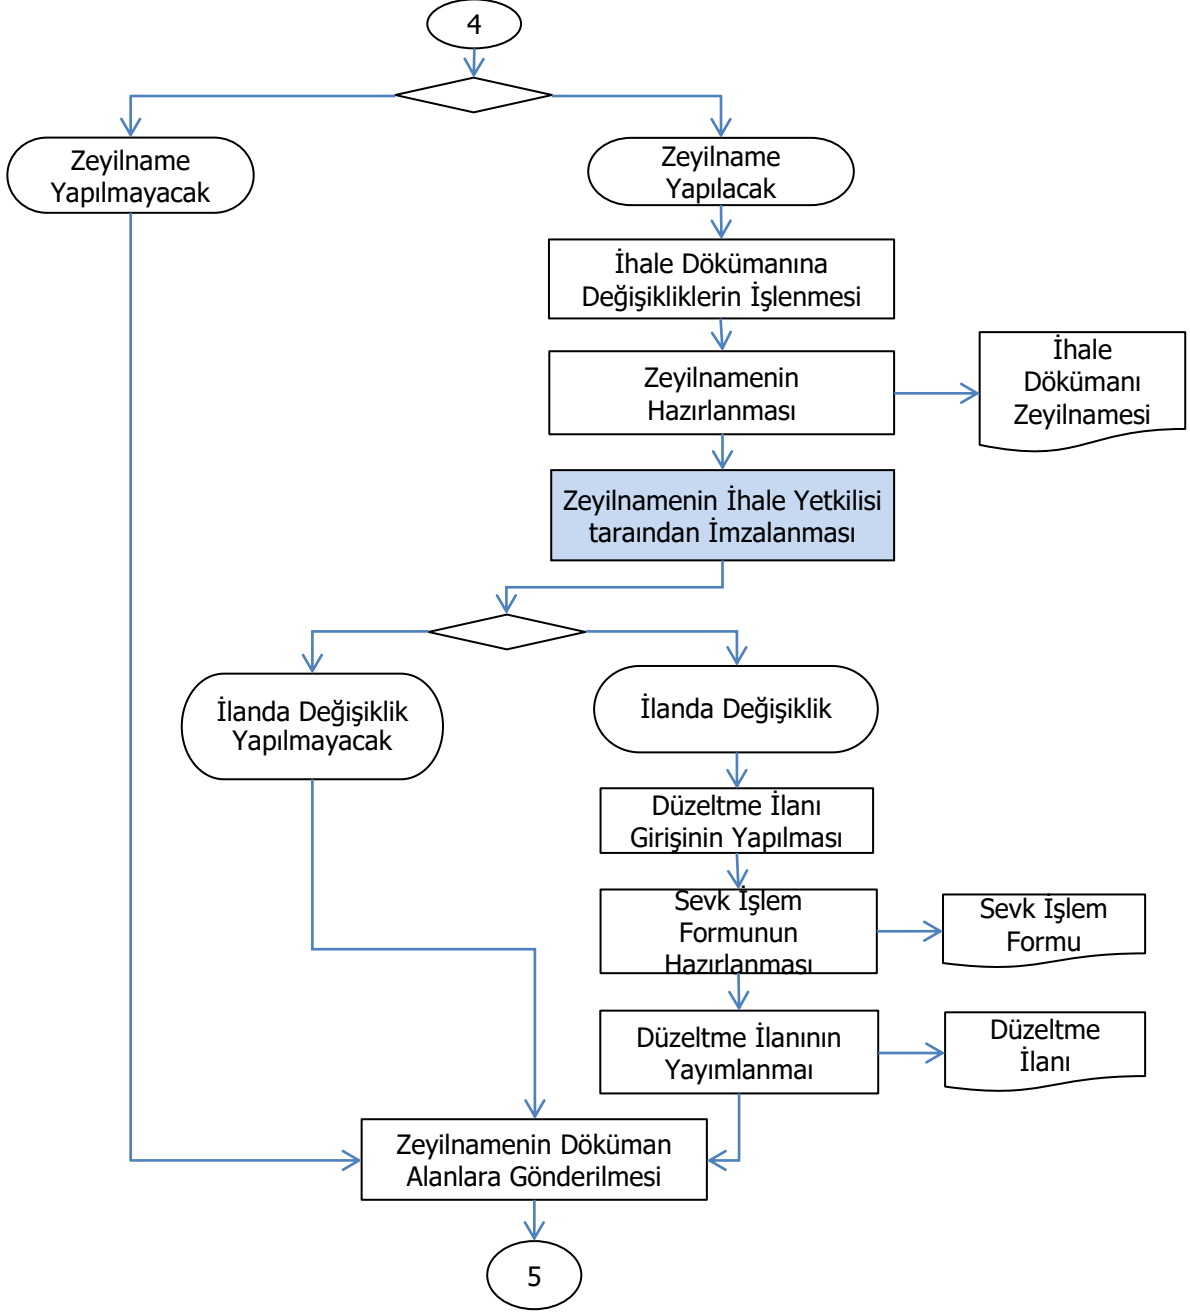 4
Zeyilname
Yapılmayacak
Zeyilname
Yapılacak
İhale Dökümanına
Değişikliklerin İşlenmesi
Zeyilnamenin
Hazırlanması
İhale
Dökümanı
Zeyilnamesi
Zeyilnamenin İhale Yetkilisi
taraından İmzalanması
İlanda Değişiklik
Yapılmayacak
İlanda Değişiklik
Düzeltme İlanı
Girişinin Yapılması
Sevk İşlem
Formunun
Hazırlanması
Sevk İşlem
Formu
Düzeltme İlanının
Yayımlanmaı
Düzeltme
İlanı
Zeyilnamenin Döküman
Alanlara Gönderilmesi
5